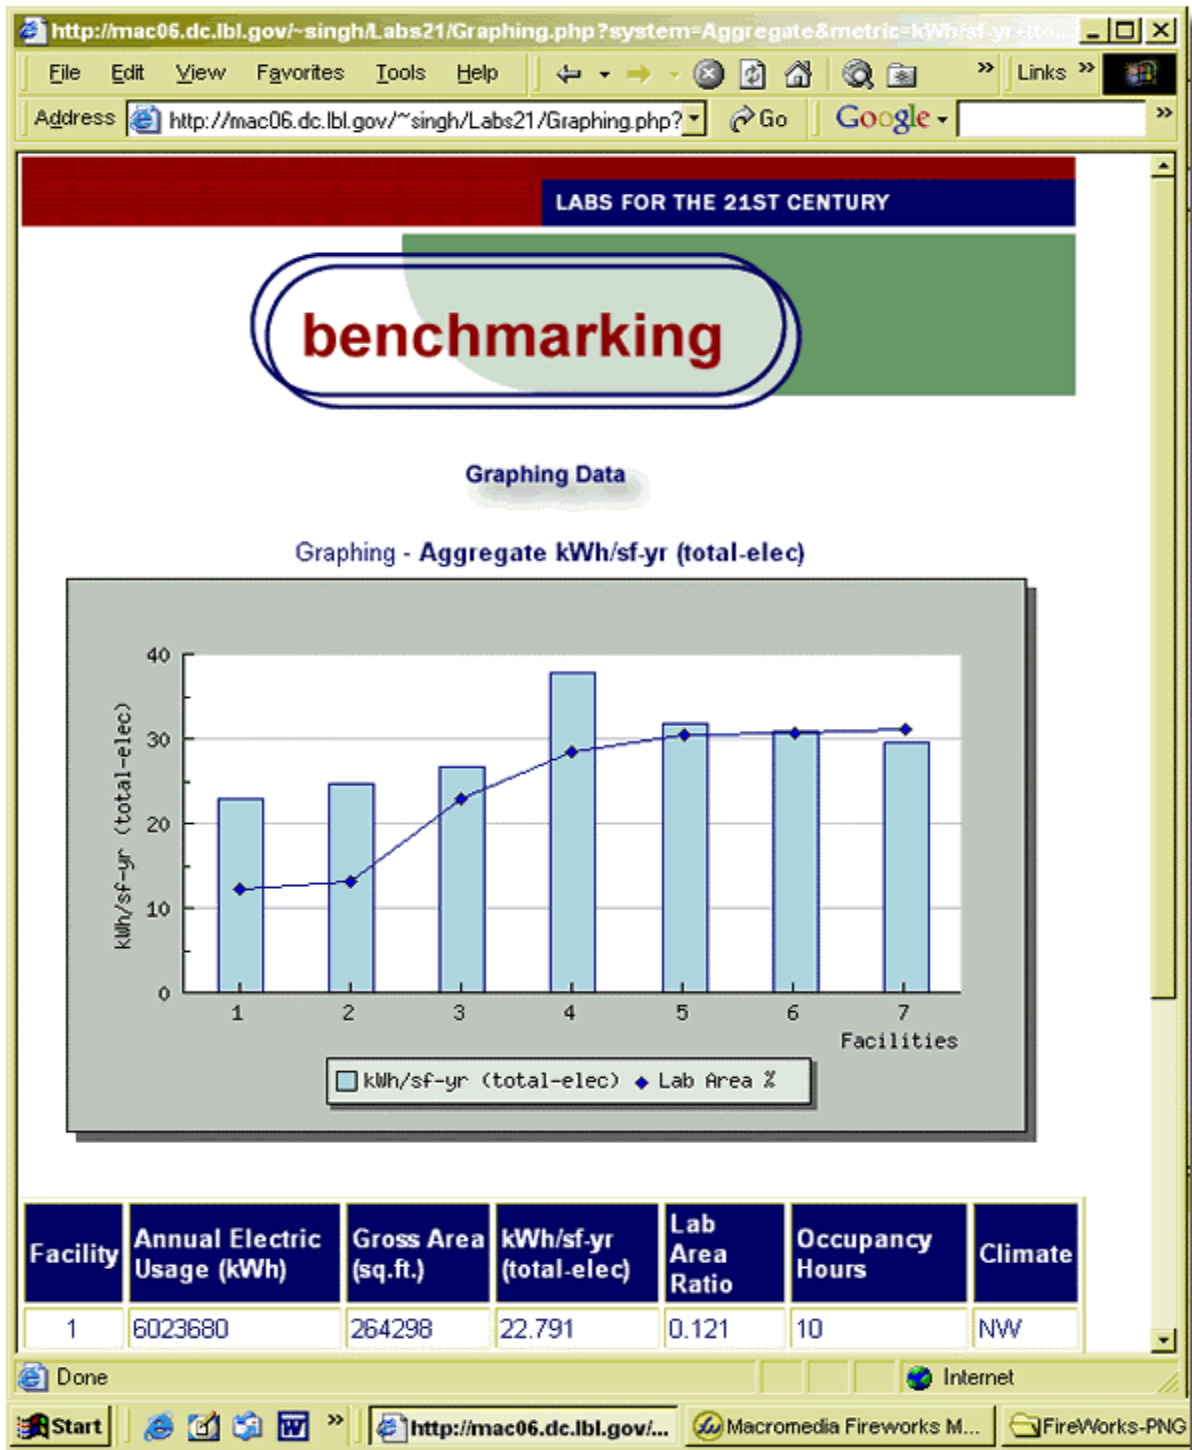 http://mac06.dc.lbl.gov/~singh/Labs21/Graphing.php?system=Aggregate&metric=kWh/sf-yr
File Edit View Favorites Tools Help » Links »
Address http://mac06.dc.lbl.gov/~singh/Labs21/Graphing.php? Go Google »
LABS FOR THE 21ST CENTURY
benchmarking
Graphing Data
Graphing - Aggregate kWh/sf-yr (total-elec)
kWh/sf-yr (total-elec)
40
30
20
10
0
1 2 3 4 5 6 7
Facilities
kWh/sf-yr (total-elec) Lab Area %
Facility Annual Electric Usage (kWh) Gross Area (sq.ft.) kWh/sf-yr (total-elec) Lab Area Ratio Occupancy Hours Climate
1 6023680 264298 22.791 0.121 10 NW
Done Internet
Start » http://mac06.dc.lbl.gov/... Macromedia Fireworks M... FireWorks-PNG